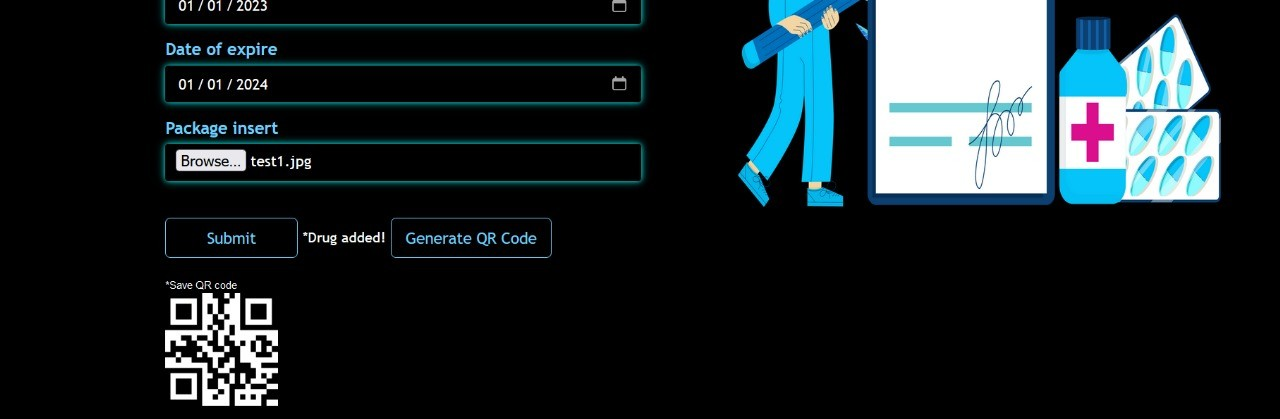 01 / 01 / 2023
Date of expire
01 / 01 / 2024
Package insert
Browse... test1.jpg
Submit *Drug added! Generate QR Code
*Save QR code